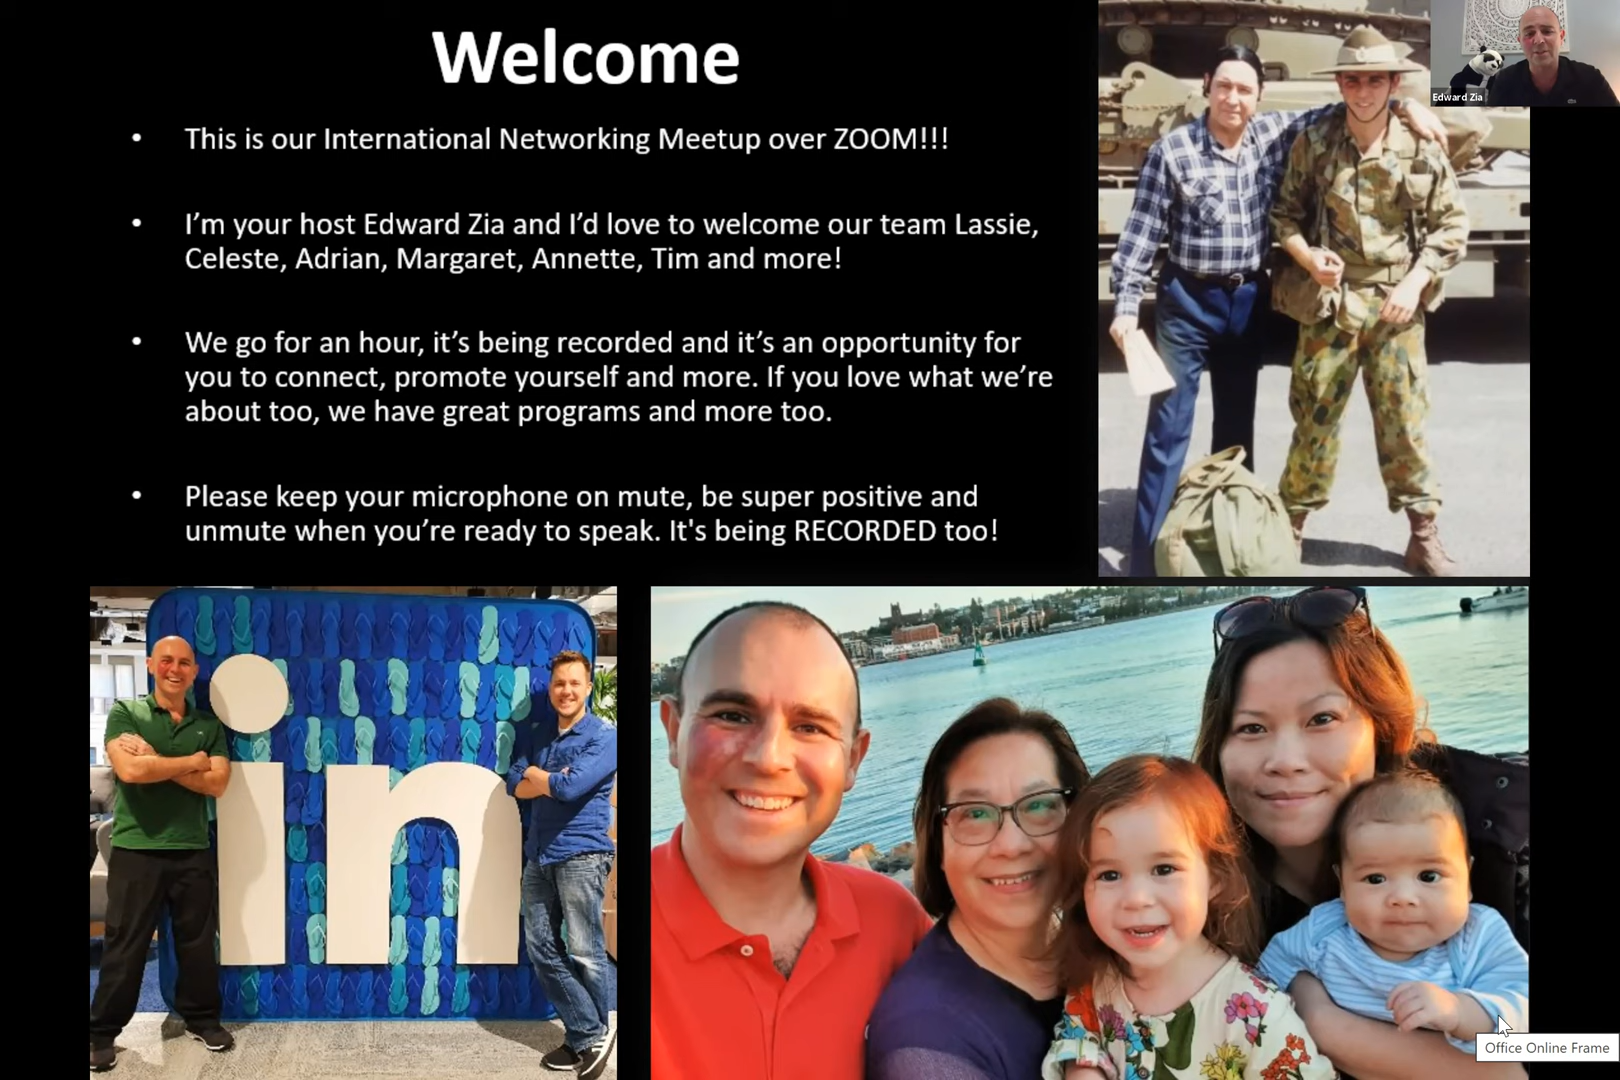 Welcome
• This is our International Networking Meetup over ZOOM!!!
• I’m your host Edward Zia and I’d love to welcome our team Lassie,
Celeste, Adrian, Margaret, Annette, Tim and more!
• We go for an hour, it’s being recorded and it’s an opportunity for
you to connect, promote yourself and more. If you love what we’re
about too, we have great programs and more too.
• Please keep your microphone on mute, be super positive and
unmute when you’re ready to speak. It's being RECORDED too!
Edward Zia
in
Office Online Frame